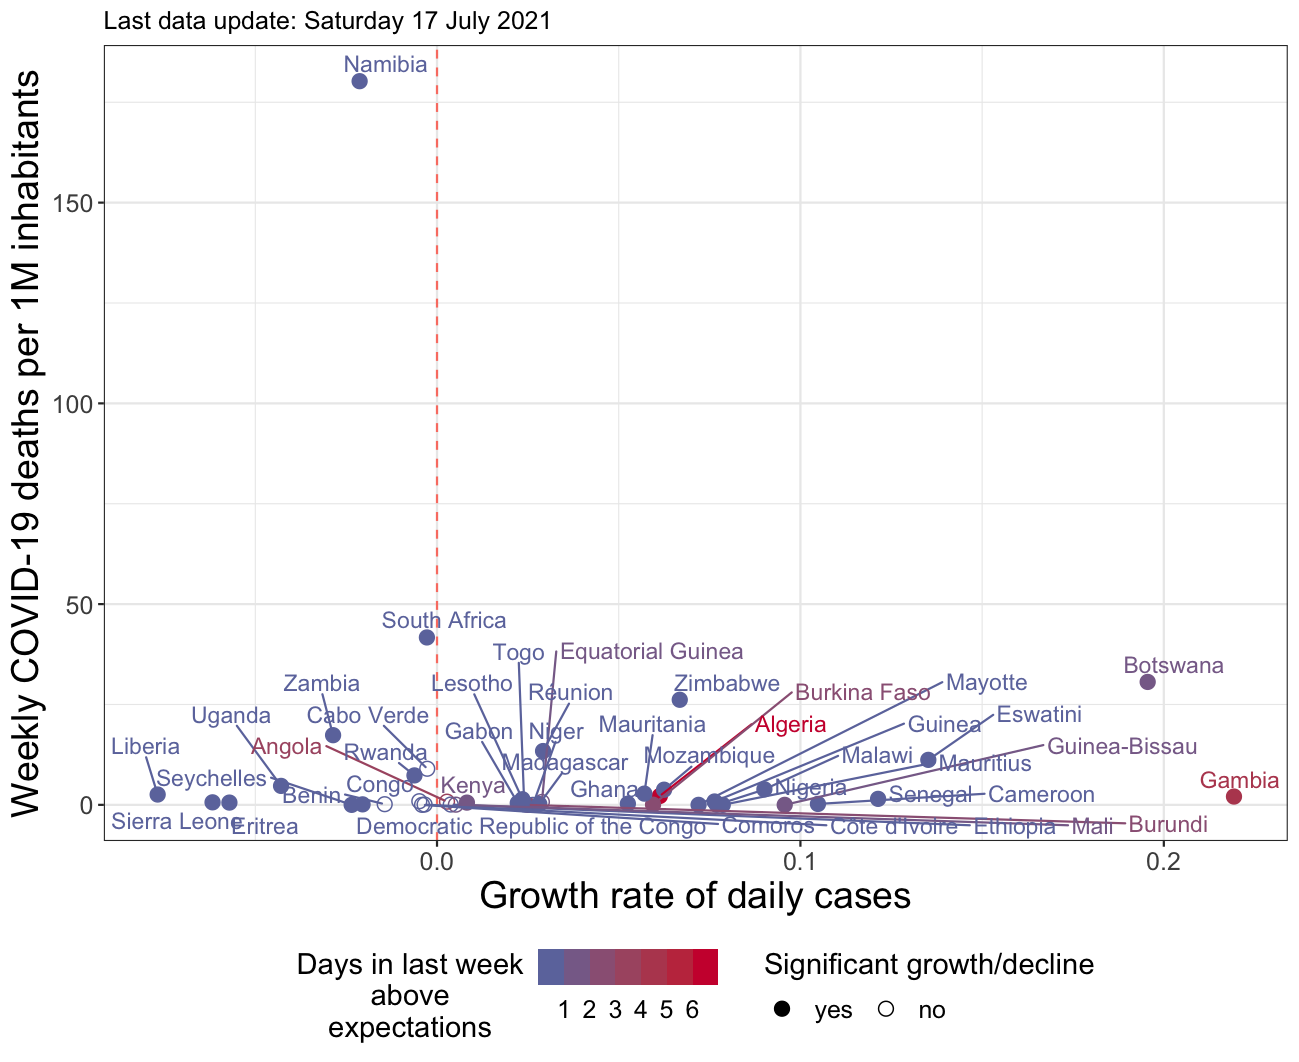 Last data update: Saturday 17 July 2021
Weekly COVID-19 deaths per 1M inhabitants
150
100
50
0
Namibia
South Africa
Togo
Equatorial Guinea
Botswana
Zambia
Lesotho
Réunion
Zimbabwe
Burkina Faso
Mayotte
Uganda
Cabo Verde
Gabon
Niger
Mauritania
Algeria
Guinea
Eswatini
Liberia
Angola
Rwanda
Madagascar
Mozambique
Malawi
Mauritius
Guinea-Bissau
Seychelles
Benin
Congo
Kenya
Ghana
Nigeria
Senegal
Cameroon
Gambia
Sierra Leone
Eritrea
Democratic Republic of the Congo
Comoros
Côte d'Ivoire
Ethiopia
Mali
Burundi
0.0
0.1
0.2
Growth rate of daily cases
Days in last week
above
expectations
1 2 3 4 5 6
Significant growth/decline
yes
no